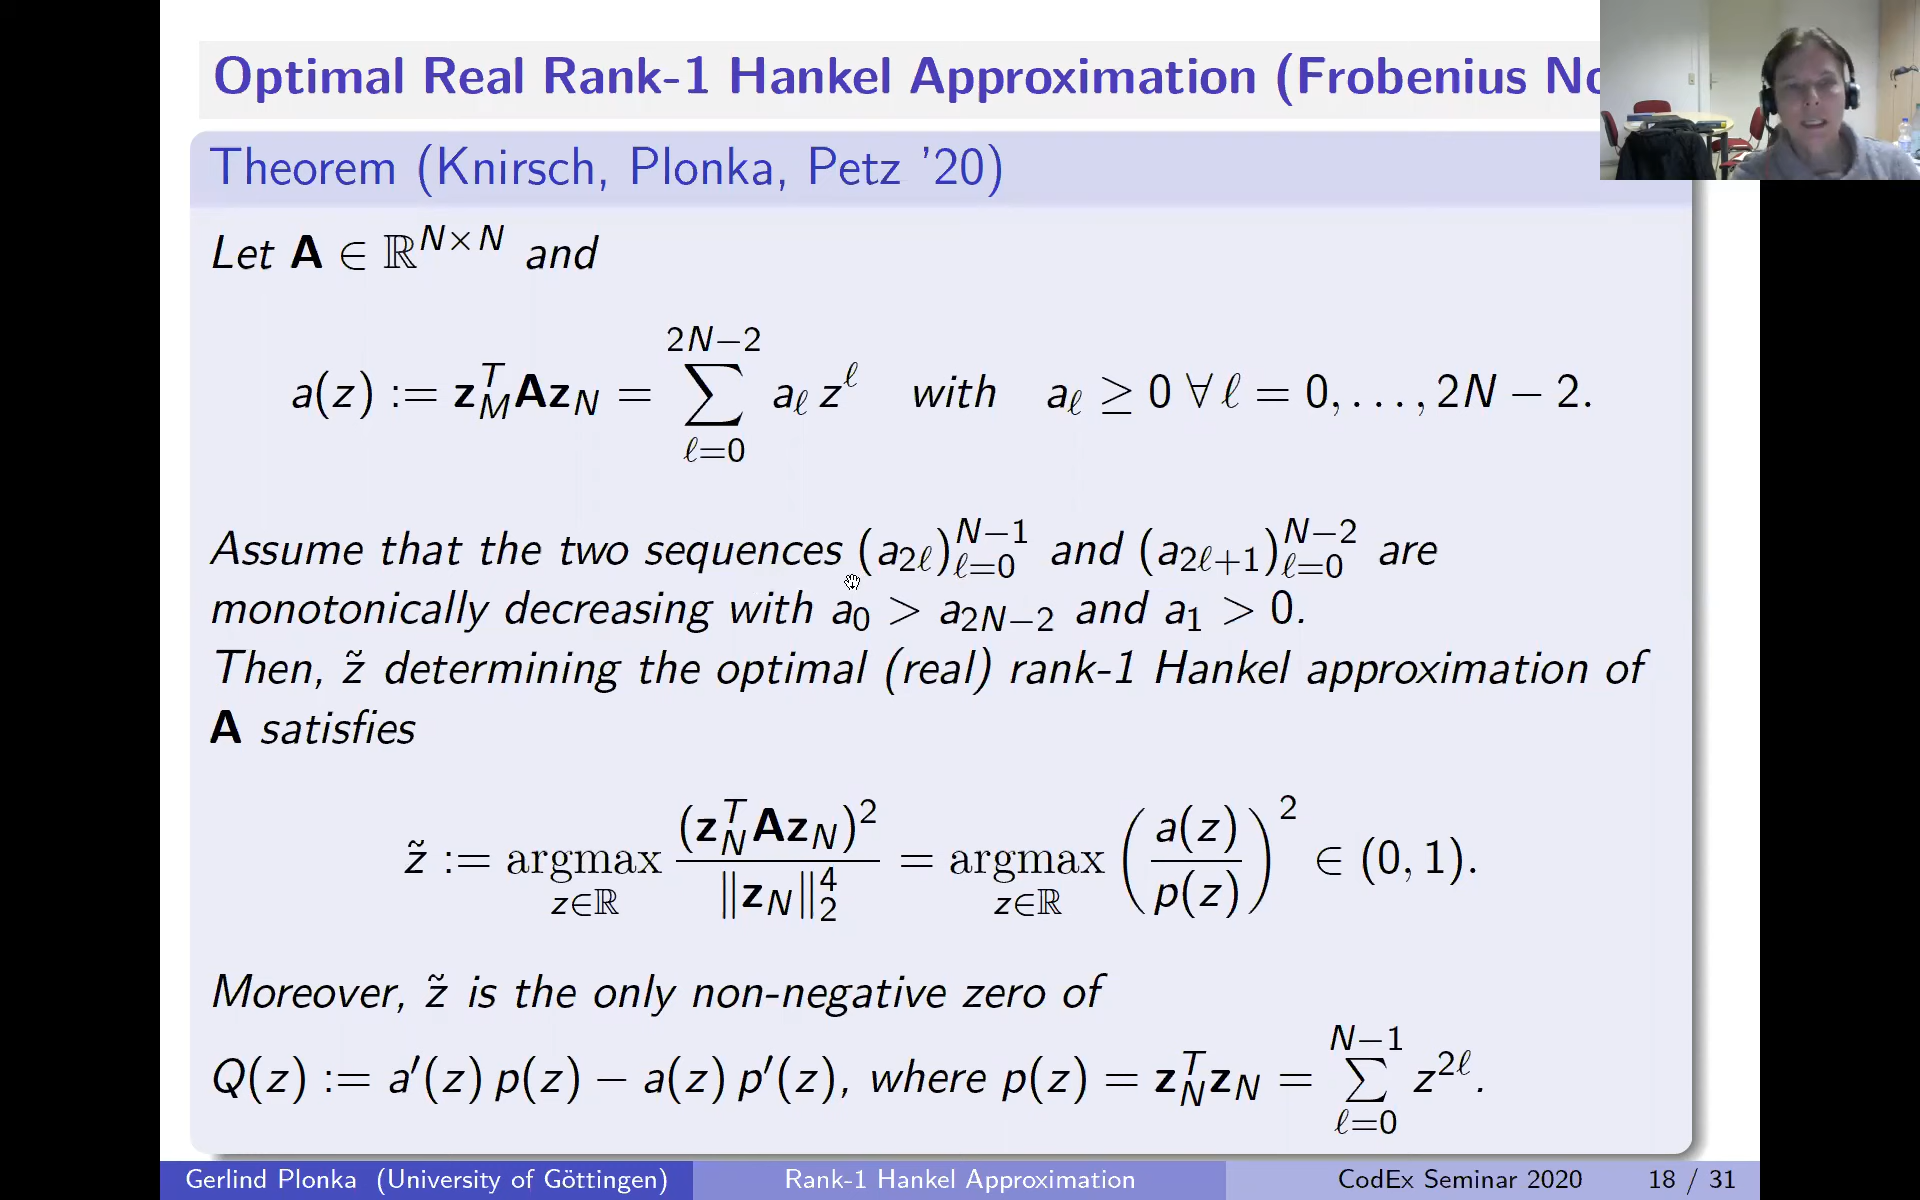 Optimal Real Rank-1 Hankel Approximation (Frobenius No
Theorem (Knirsch, Plonka, Petz '20)
Let A ∈ ℝ^{N×N} and
a(z) := z_M^T A z_N = ∑_{ℓ=0}^{2N−2} a_ℓ z^ℓ with a_ℓ ≥ 0 ∀ ℓ = 0, . . . , 2N − 2.
Assume that the two sequences (a_{2ℓ})_{ℓ=0}^{N−1} and (a_{2ℓ+1})_{ℓ=0}^{N−2} are
monotonically decreasing with a_0 > a_{2N−2} and a_1 > 0.
Then, z̃ determining the optimal (real) rank-1 Hankel approximation of
A satisfies
z̃ := argmax_{z∈ℝ} (z_N^T A z_N)^2 / ‖z_N‖_2^4 = argmax_{z∈ℝ} (a(z)/p(z))^2 ∈ (0, 1).
Moreover, z̃ is the only non-negative zero of
Q(z) := a′(z) p(z) − a(z) p′(z), where p(z) = z_N^T z_N = ∑_{ℓ=0}^{N−1} z^{2ℓ}.
Gerlind Plonka (University of Göttingen) Rank-1 Hankel Approximation CodEx Seminar 2020 18 / 31